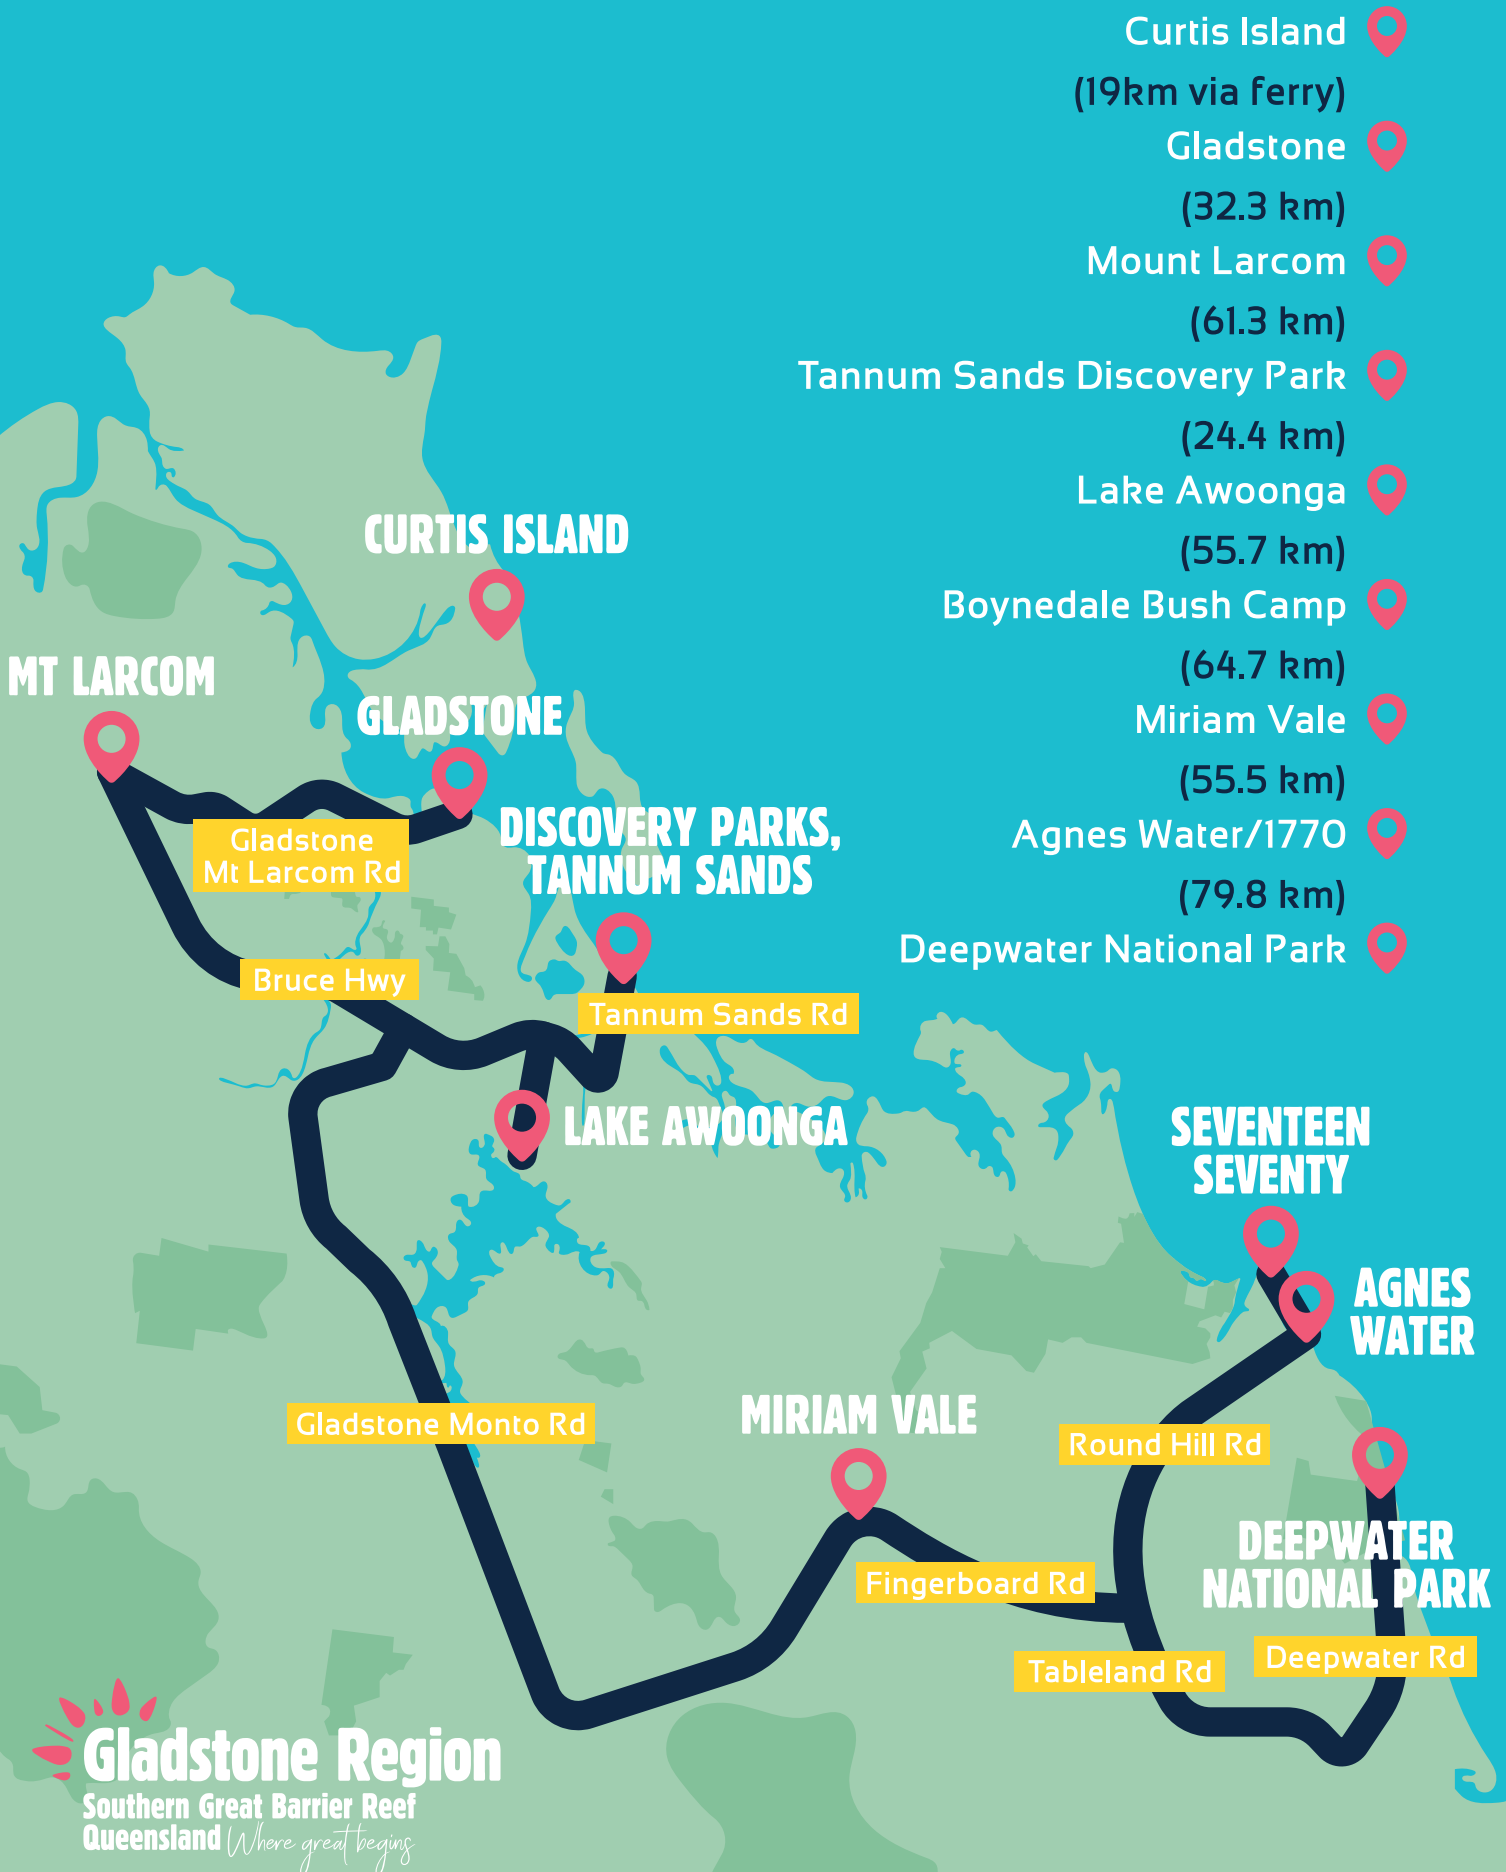 Curtis Island
(19km via ferry)
Gladstone
(32.3 km)
Mount Larcom
(61.3 km)
Tannum Sands Discovery Park
(24.4 km)
Lake Awoonga
(55.7 km)
Boynedale Bush Camp
(64.7 km)
Miriam Vale
(55.5 km)
Agnes Water/1770
(79.8 km)
Deepwater National Park
CURTIS ISLAND
MT LARCOM
GLADSTONE
DISCOVERY PARKS,
TANNUM SANDS
Gladstone
Mt Larcom Rd
Bruce Hwy
Tannum Sands Rd
LAKE AWOONGA
SEVENTEEN
SEVENTY
AGNES
WATER
MIRIAM VALE
Gladstone Monto Rd
Round Hill Rd
DEEPWATER
NATIONAL PARK
Fingerboard Rd
Tableland Rd
Deepwater Rd
Gladstone Region
Southern Great Barrier Reef
Queensland Where great begins